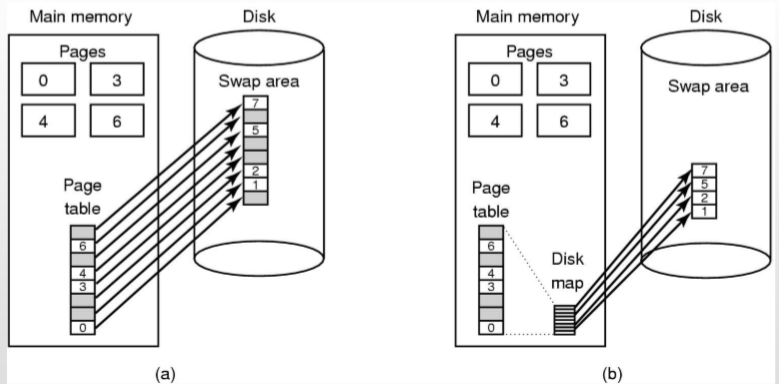 Main memory
Disk
Pages
0 3
4 6
Swap area
7
5
2
1
Page
table
6
4
3
0
(a)
Main memory
Disk
Pages
0 3
4 6
Swap area
7
5
2
1
Page
table
6
4
3
0
Disk
map
(b)